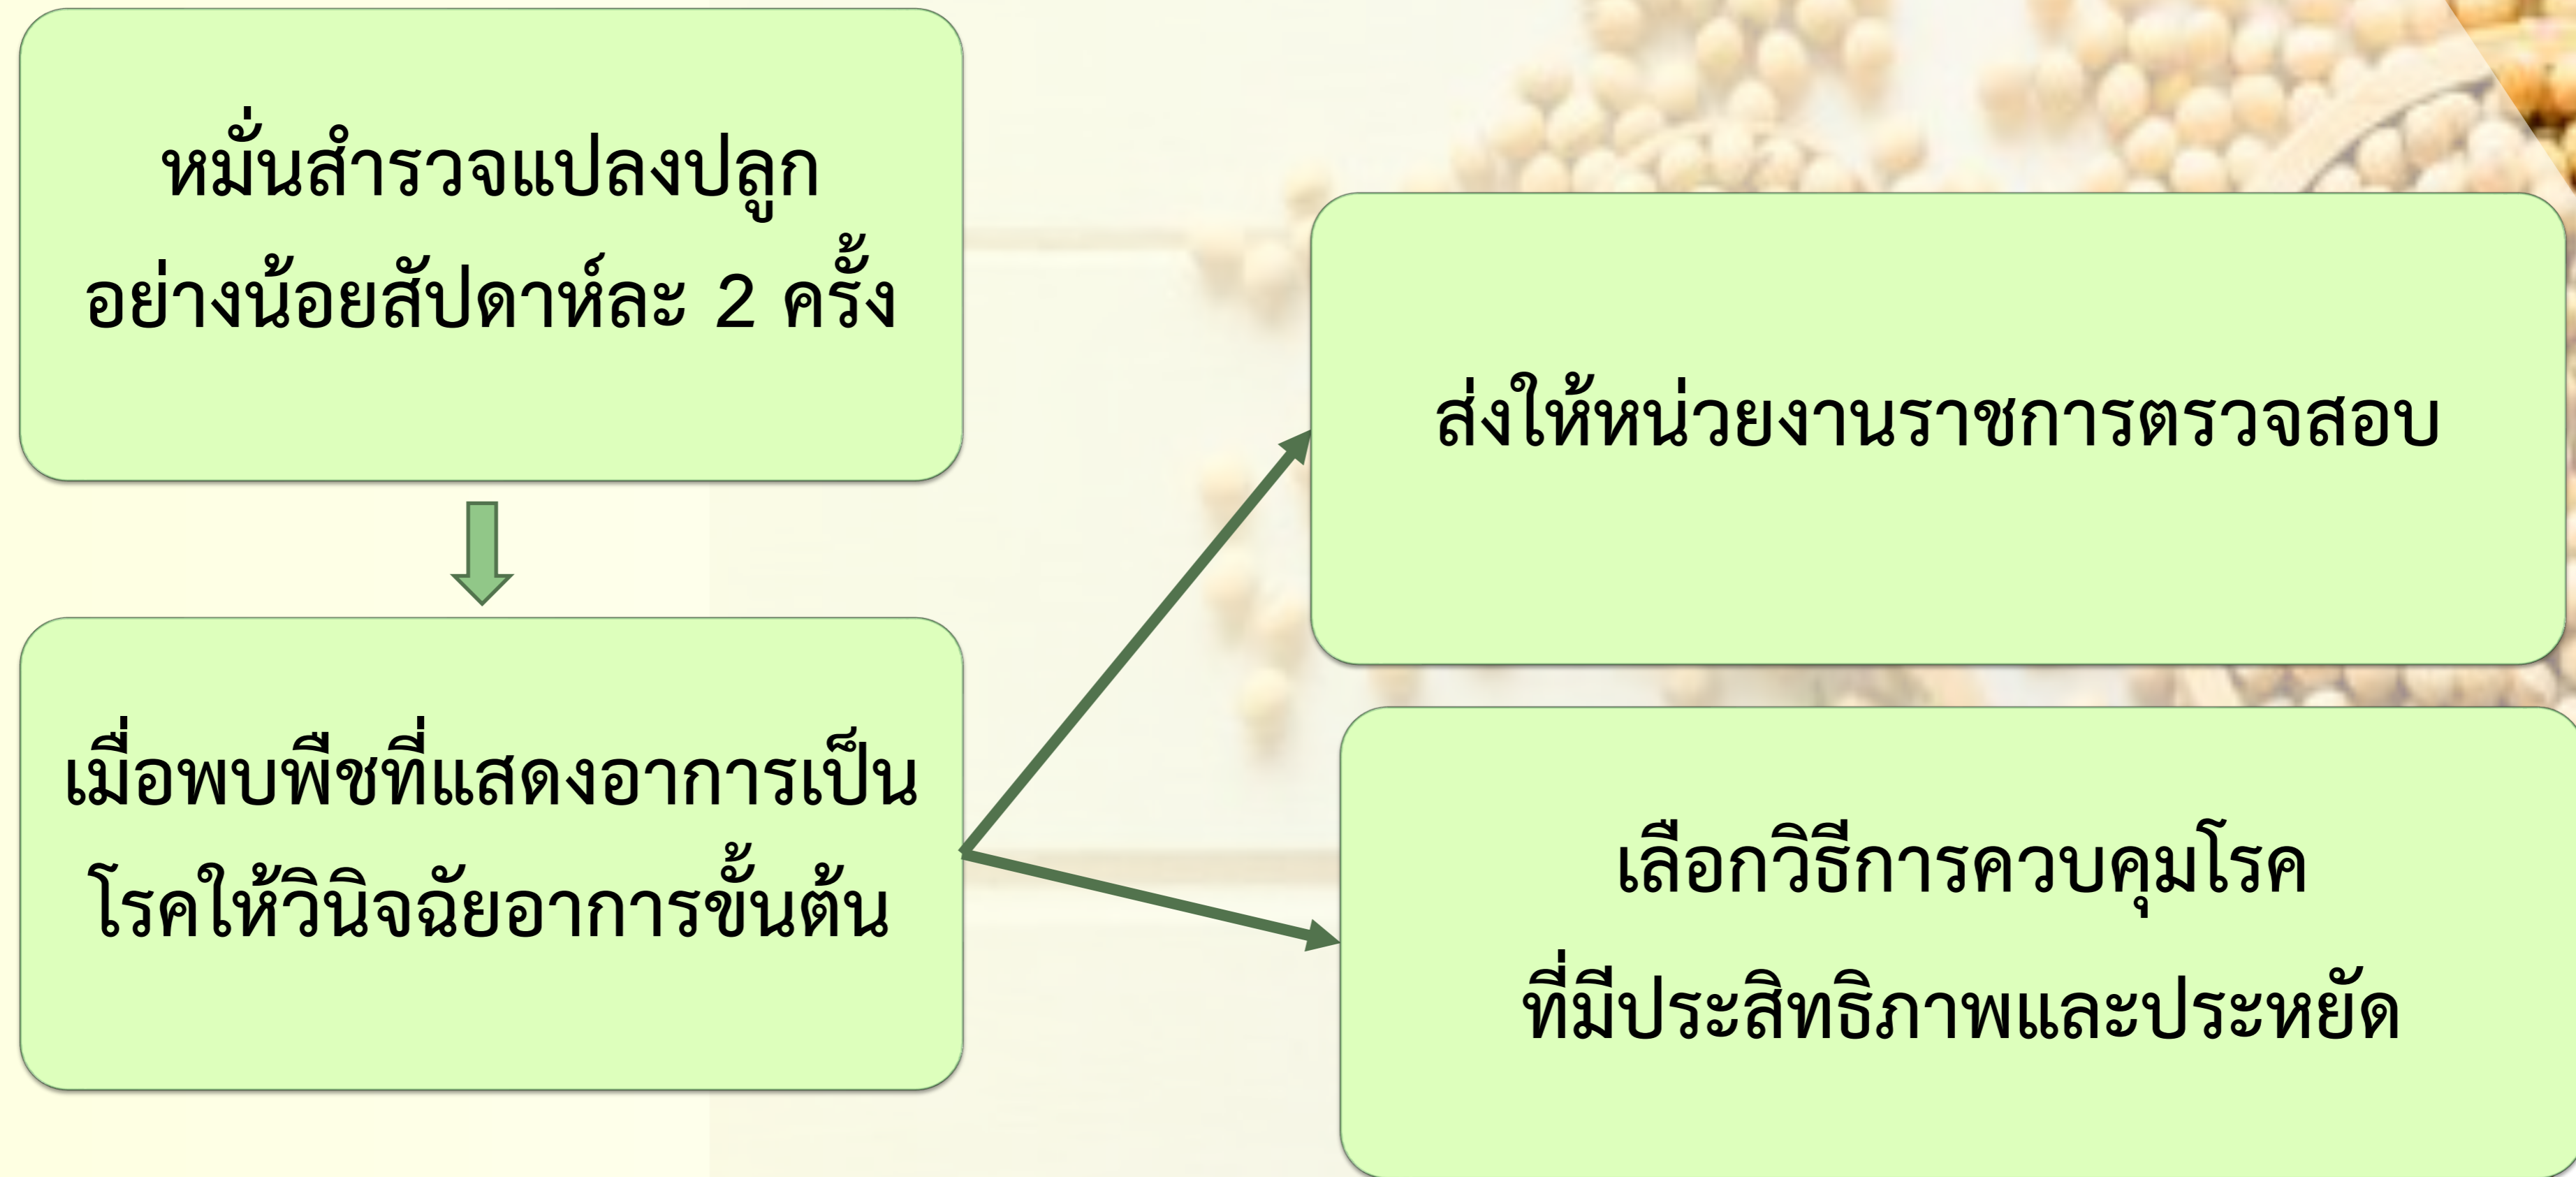 หมั่นสำรวจแปลงปลูก
อย่างน้อยสัปดาห์ละ 2 ครั้ง
เมื่อพบพืชที่แสดงอาการเป็น
โรคให้วินิจฉัยอาการขั้นต้น
ส่งให้หน่วยงานราชการตรวจสอบ
เลือกวิธีการควบคุมโรค
ที่มีประสิทธิภาพและประหยัด